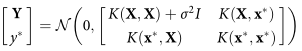 [Y y*] = 𝒩(0, [K(X, X) + σ²I K(X, x*)
K(x*, X) K(x*, x*)])